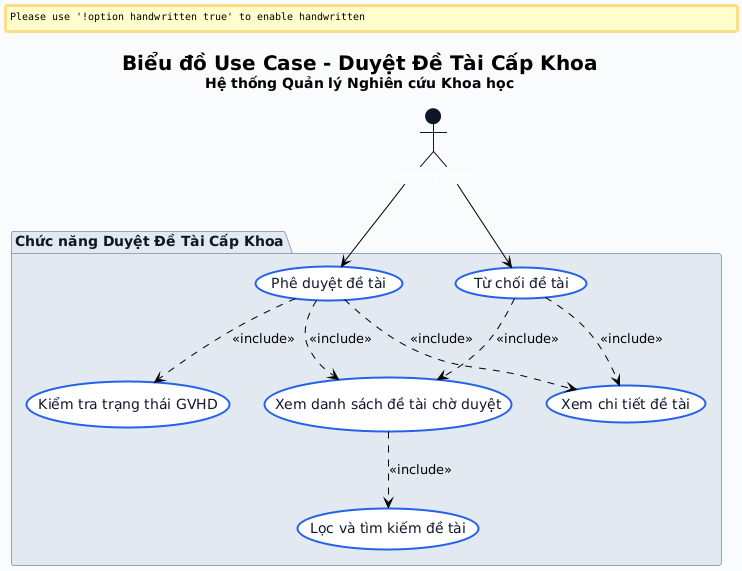 Please use '!option handwritten true' to enable handwritten
Biểu đồ Use Case - Duyệt Đề Tài Cấp Khoa
Hệ thống Quản lý Nghiên cứu Khoa học
Chức năng Duyệt Đề Tài Cấp Khoa
Phê duyệt đề tài
Từ chối đề tài
«include»
«include»
«include»
«include»
«include»
Kiểm tra trạng thái GVHD
Xem danh sách đề tài chờ duyệt
Xem chi tiết đề tài
«include»
Lọc và tìm kiếm đề tài